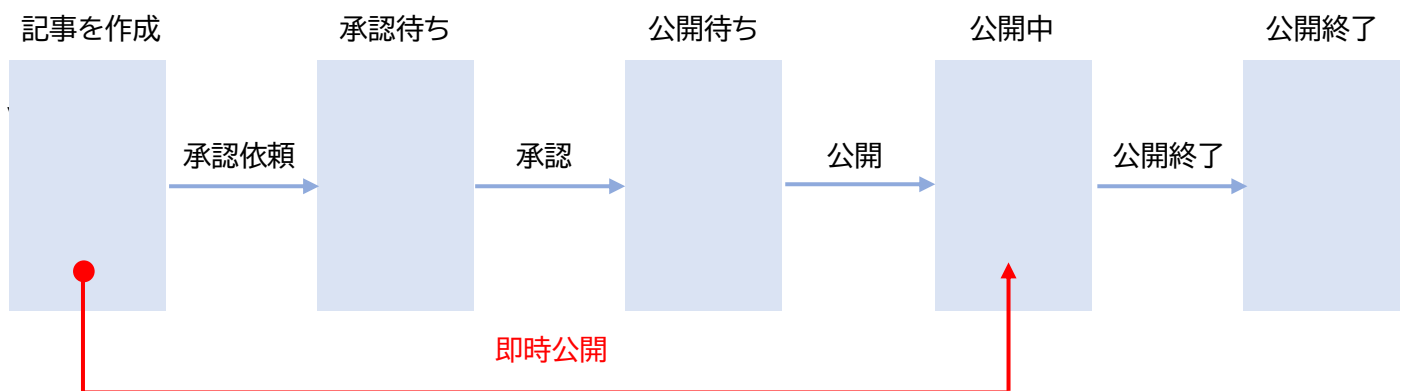 記事を作成
承認待ち
公開待ち
公開中
公開終了
承認依頼
承認
公開
公開終了
即時公開